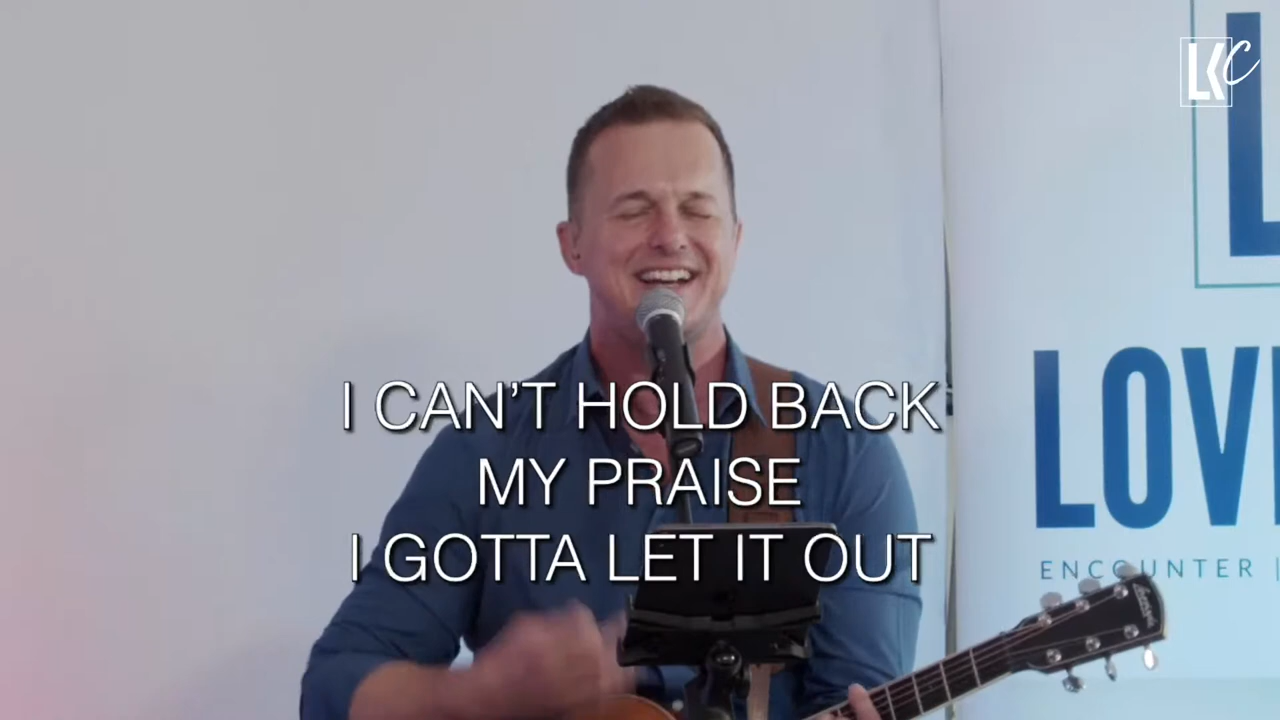 LKC
I CAN'T HOLD BACK
MY PRAISE
I GOTTA LET IT OUT
L
LOV
ENCOUNTER |